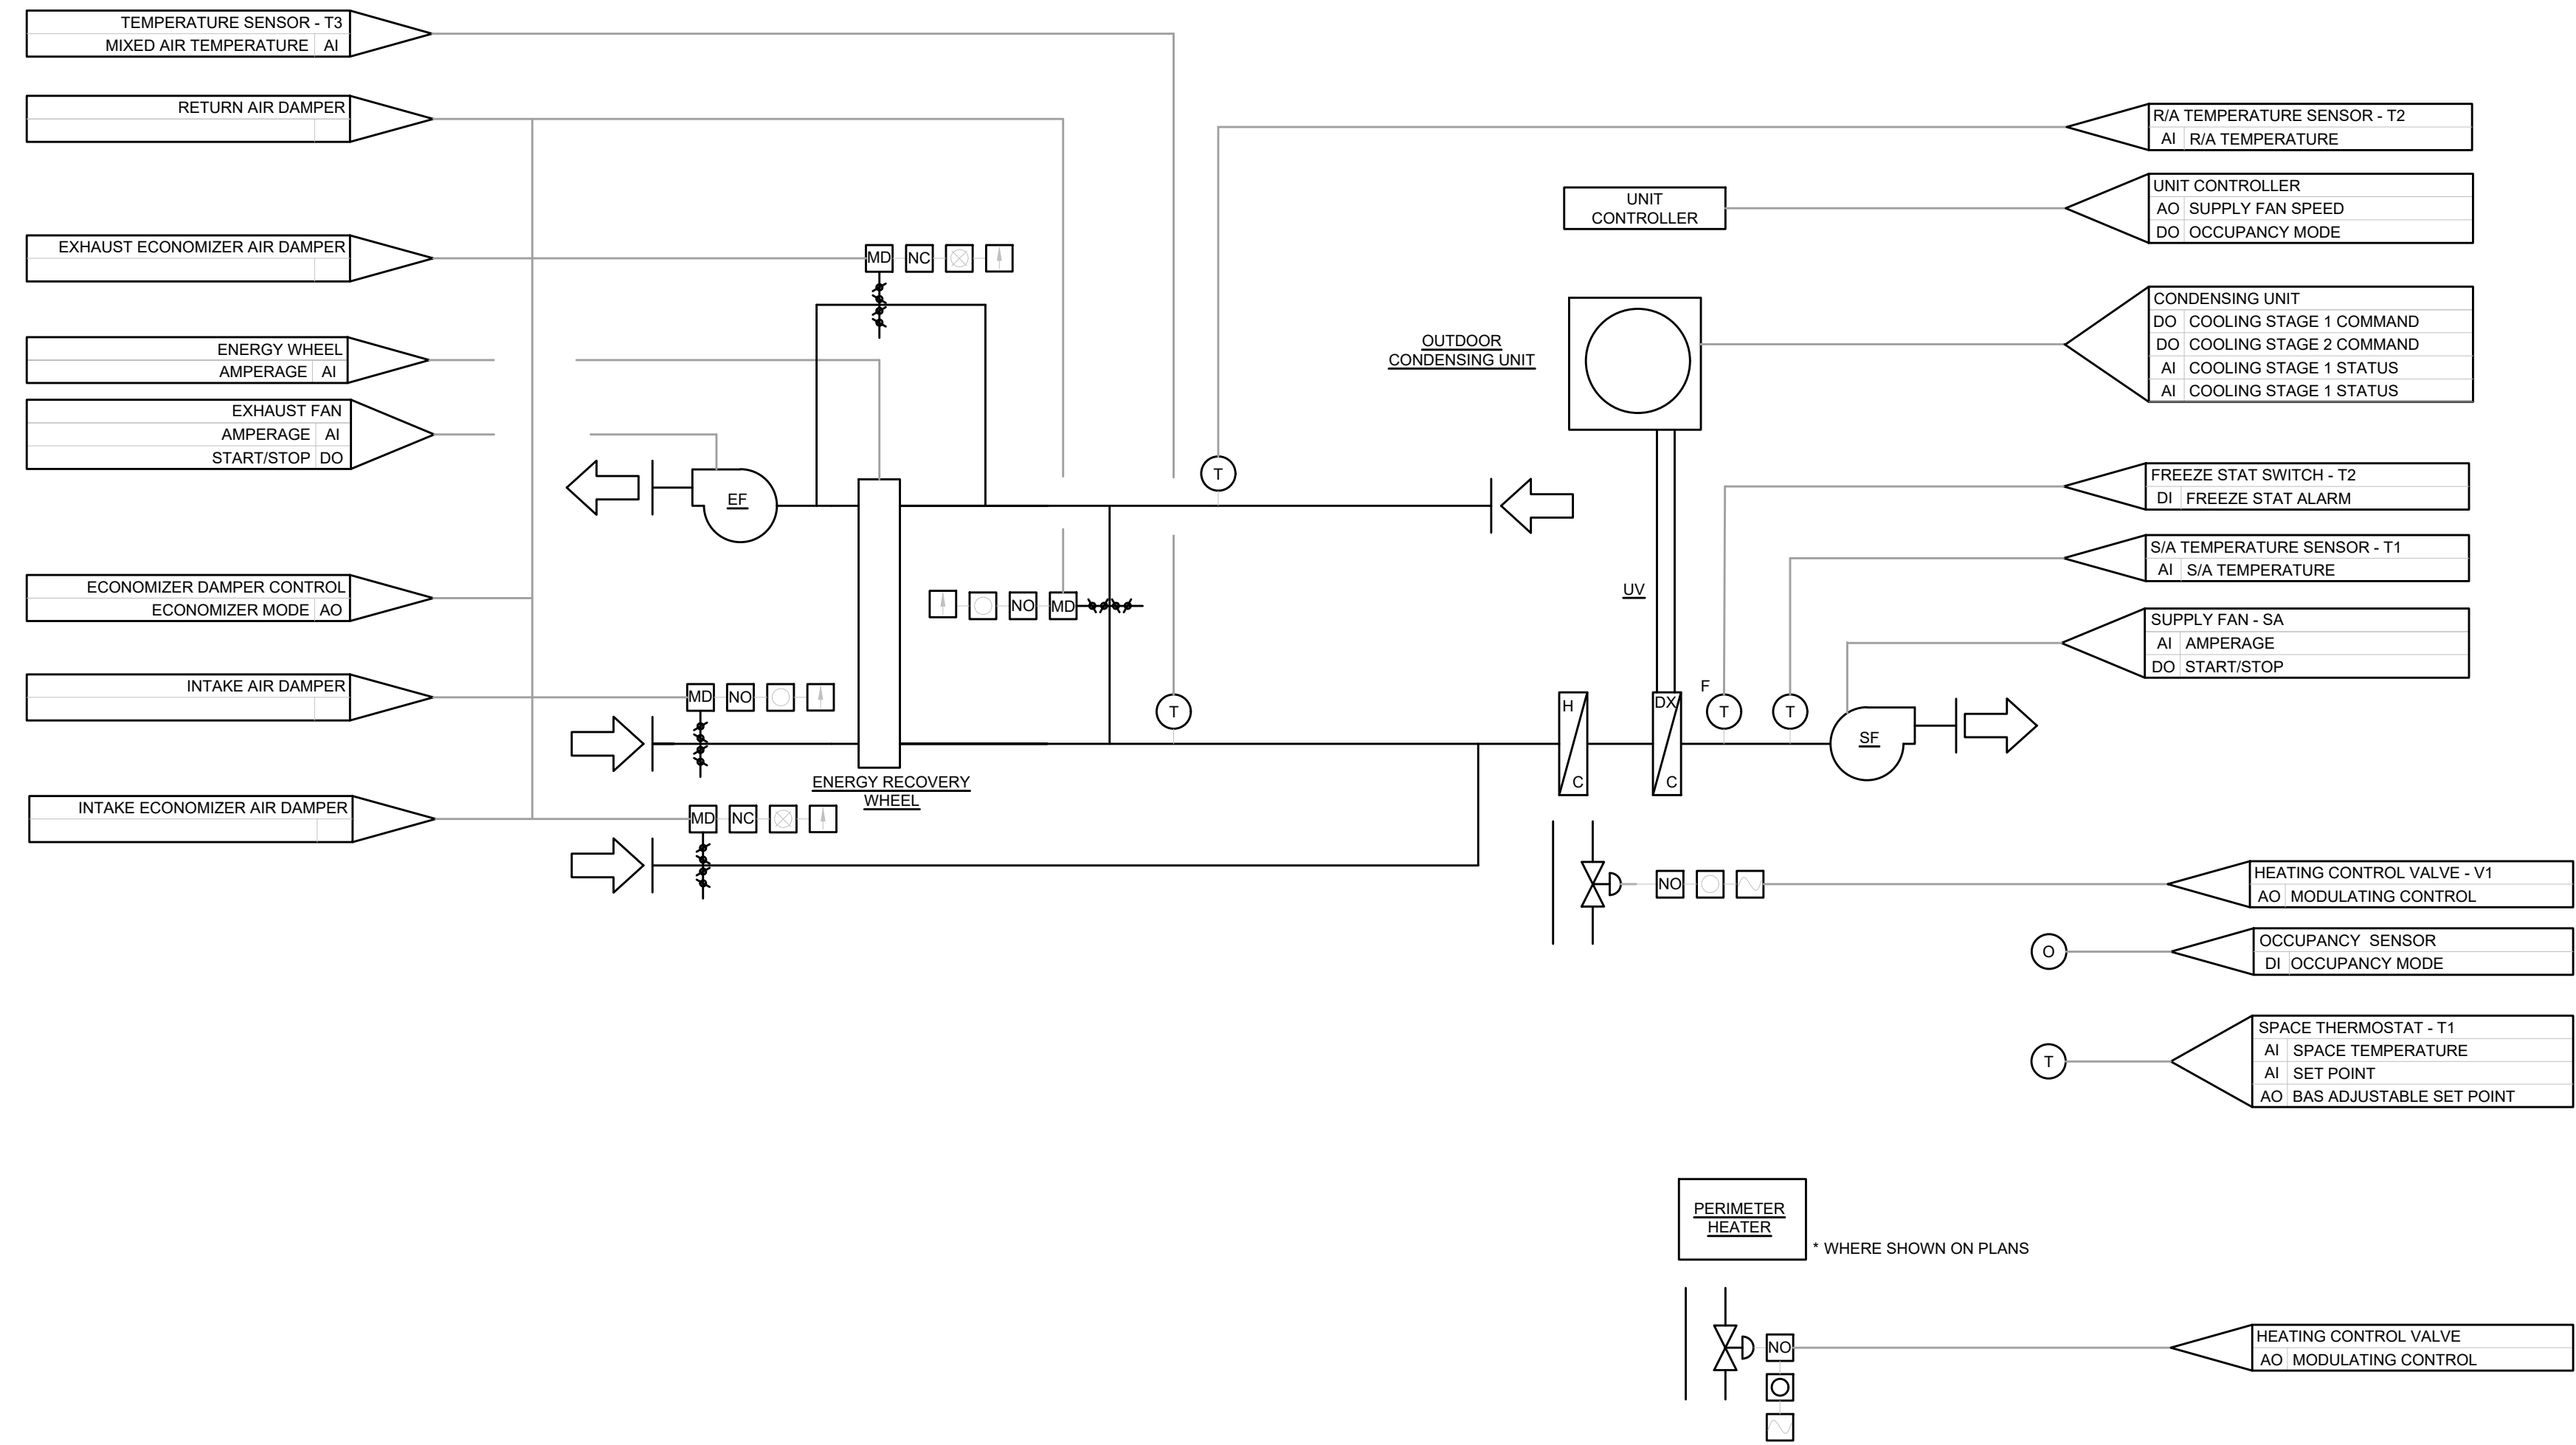 TEMPERATURE SENSOR - T3
MIXED AIR TEMPERATURE AI
RETURN AIR DAMPER
EXHAUST ECONOMIZER AIR DAMPER
ENERGY WHEEL
AMPERAGE AI
EXHAUST FAN
AMPERAGE AI
START/STOP DO
ECONOMIZER DAMPER CONTROL
ECONOMIZER MODE AO
INTAKE AIR DAMPER
INTAKE ECONOMIZER AIR DAMPER
MD NC
EF
NO MD
MD NO
ENERGY RECOVERY
WHEEL
MD NC
T
T
UNIT
CONTROLLER
OUTDOOR
CONDENSING UNIT
UV
H
C
DX
C
F
T
T
SF
NO
R/A TEMPERATURE SENSOR - T2
AI R/A TEMPERATURE
UNIT CONTROLLER
AO SUPPLY FAN SPEED
DO OCCUPANCY MODE
CONDENSING UNIT
DO COOLING STAGE 1 COMMAND
DO COOLING STAGE 2 COMMAND
AI COOLING STAGE 1 STATUS
AI COOLING STAGE 1 STATUS
FREEZE STAT SWITCH - T2
DI FREEZE STAT ALARM
S/A TEMPERATURE SENSOR - T1
AI S/A TEMPERATURE
SUPPLY FAN - SA
AI AMPERAGE
DO START/STOP
HEATING CONTROL VALVE - V1
AO MODULATING CONTROL
O
OCCUPANCY SENSOR
DI OCCUPANCY MODE
T
SPACE THERMOSTAT - T1
AI SPACE TEMPERATURE
AI SET POINT
AO BAS ADJUSTABLE SET POINT
PERIMETER
HEATER
* WHERE SHOWN ON PLANS
NO
HEATING CONTROL VALVE
AO MODULATING CONTROL